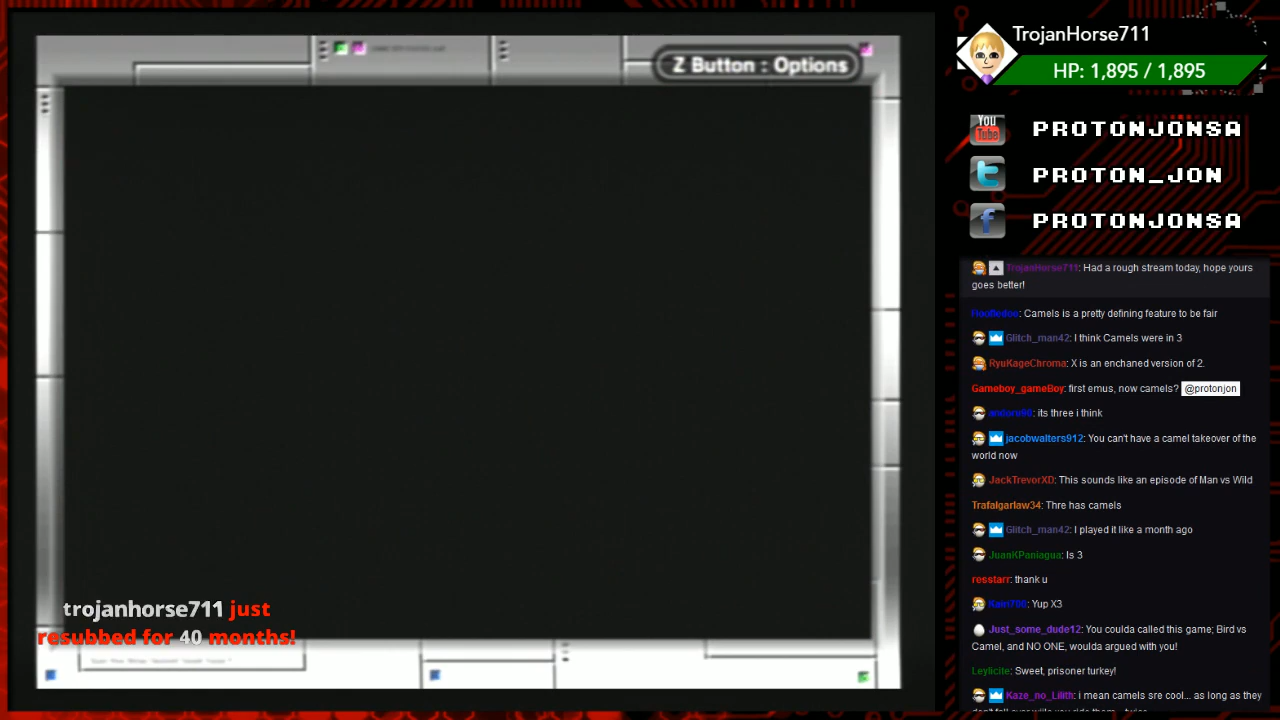 Z Button : Options
TrojanHorse711
HP: 1,895 / 1,895
You
Tube
PROTONJONSA
PROTON_JON
PROTONJONSA
TrojanHorse711: Had a rough stream today, hope yours
goes better!
: Camels is a pretty defining feature to be fair
Glitch_man42: I think Camels were in 3
RyuKageChroma: X is an enchaned version of 2.
Gameboy_gameBoy: first emus, now camels? @protonjon
: its three i think
jacobwalters912: You can't have a camel takeover of the
world now
JackTrevorXD: This sounds like an episode of Man vs Wild
Trafalgarlaw34: Thre has camels
Glitch_man42: I played it like a month ago
JuanKPaniagua: Is 3
resstarr: thank u
Kain700: Yup X3
Just_some_dude12: You coulda called this game; Bird vs
Camel, and NO ONE, woulda argued with you!
Leylicite: Sweet, prisoner turkey!
Kaze_no_Lilith: i mean camels sre cool... as long as they
trojanhorse711 just
resubbed for 40 months!